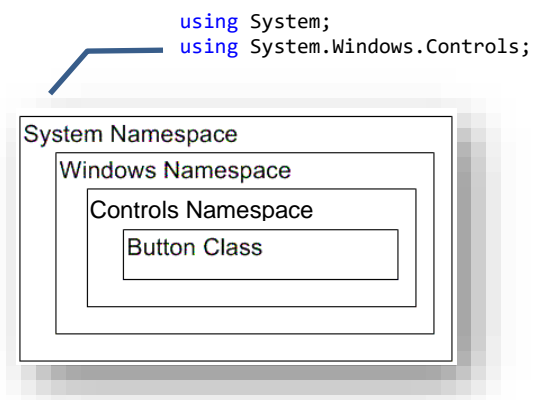 using System;
using System.Windows.Controls;
System Namespace
Windows Namespace
Controls Namespace
Button Class